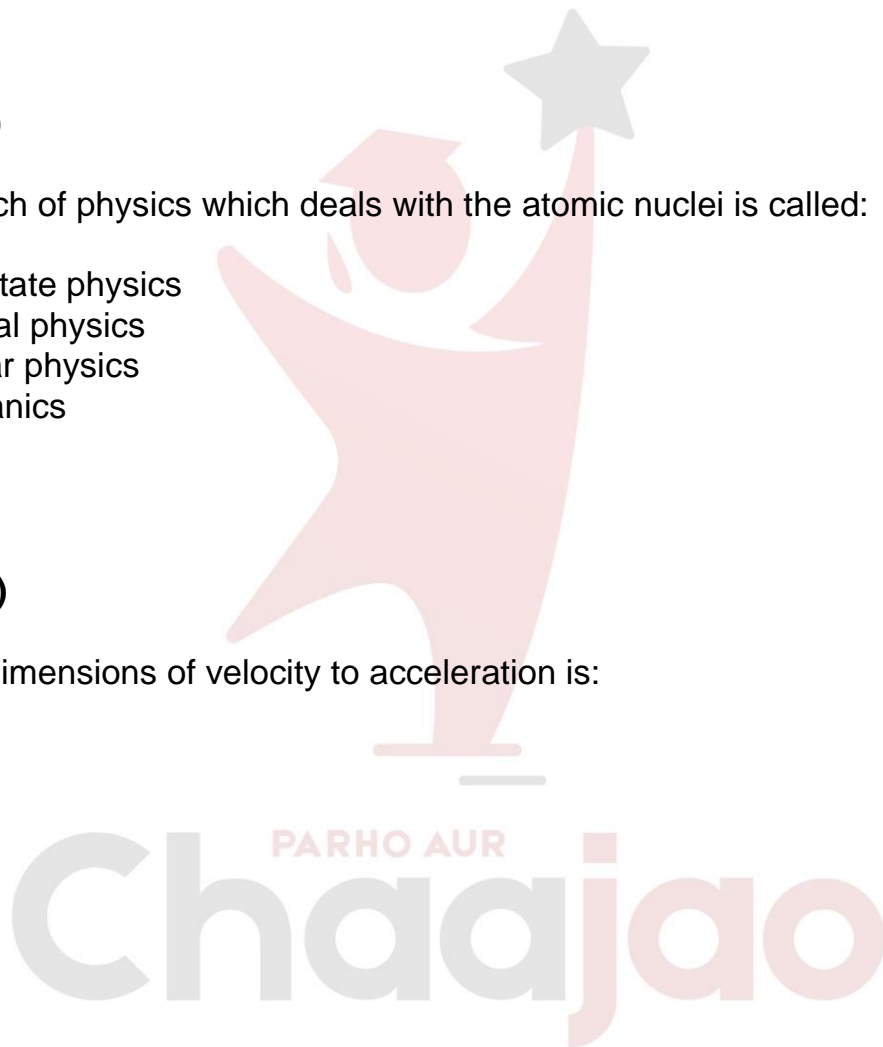 )
ch of physics which deals with the atomic nuclei is called:
tate physics
al physics
ar physics
anics
)
imensions of velocity to acceleration is:
PARHO AUR
Chaajao